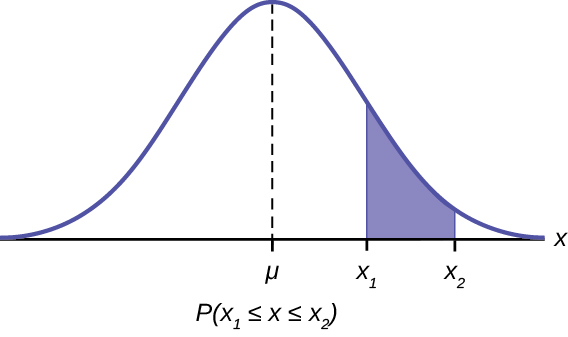 x
μ x₁ x₂
P(x₁ ≤ x ≤ x₂)